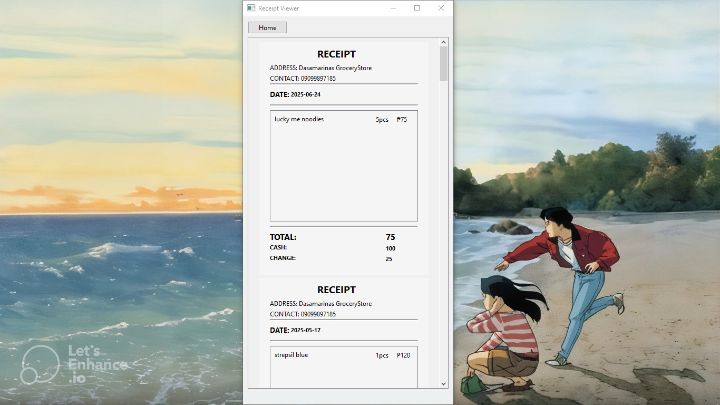 Receipt Viewer
Home
RECEIPT
ADDRESS: Dasamarinas GroceryStore
CONTACT: 09099897185
DATE: 2025-06-24
lucky me noodles 5pcs ₱75
TOTAL: 75
CASH: 100
CHANGE: 25
RECEIPT
ADDRESS: Dasamarinas GroceryStore
CONTACT: 09099897185
DATE: 2025-05-17
strepsil blue 1pcs ₱120
Let's
Enhance
.io